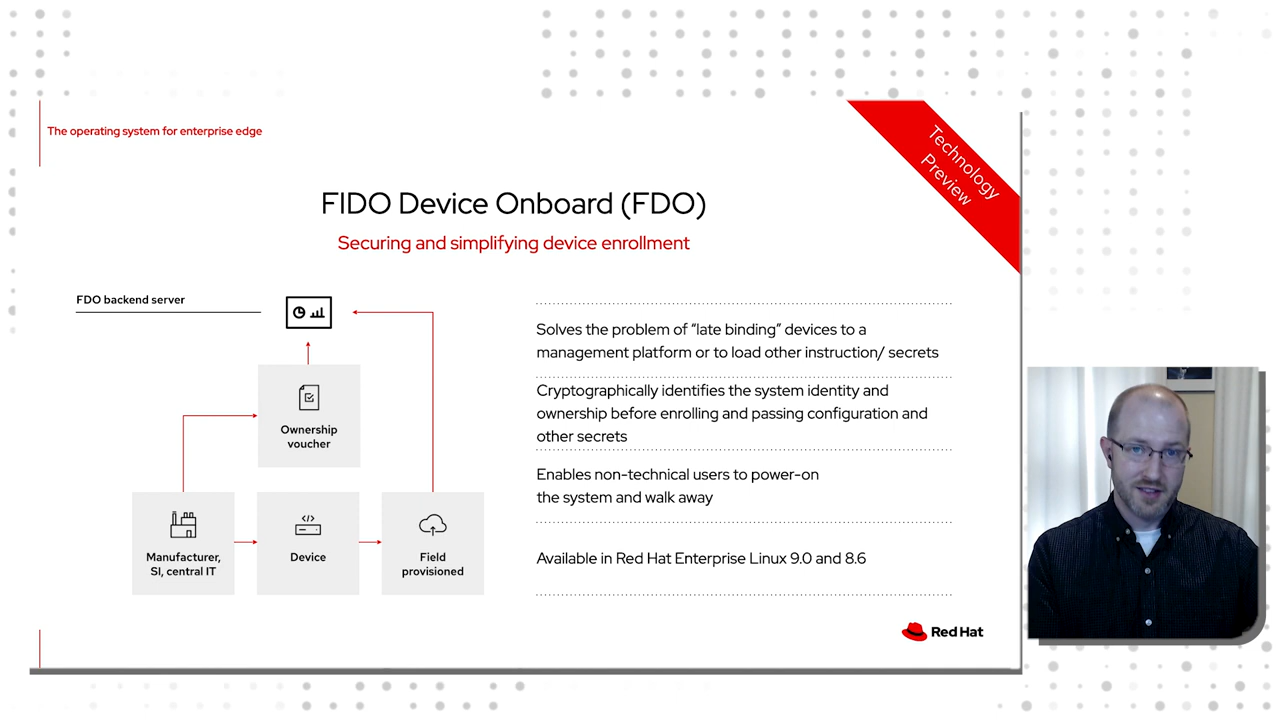 The operating system for enterprise edge
Technology
Preview
FIDO Device Onboard (FDO)
Securing and simplifying device enrollment
FDO backend server
Ownership
voucher
Manufacturer,
SI, central IT
Device
Field
provisioned
Solves the problem of “late binding” devices to a
management platform or to load other instruction/ secrets
Cryptographically identifies the system identity and
ownership before enrolling and passing configuration and
other secrets
Enables non-technical users to power-on
the system and walk away
Available in Red Hat Enterprise Linux 9.0 and 8.6
Red Hat